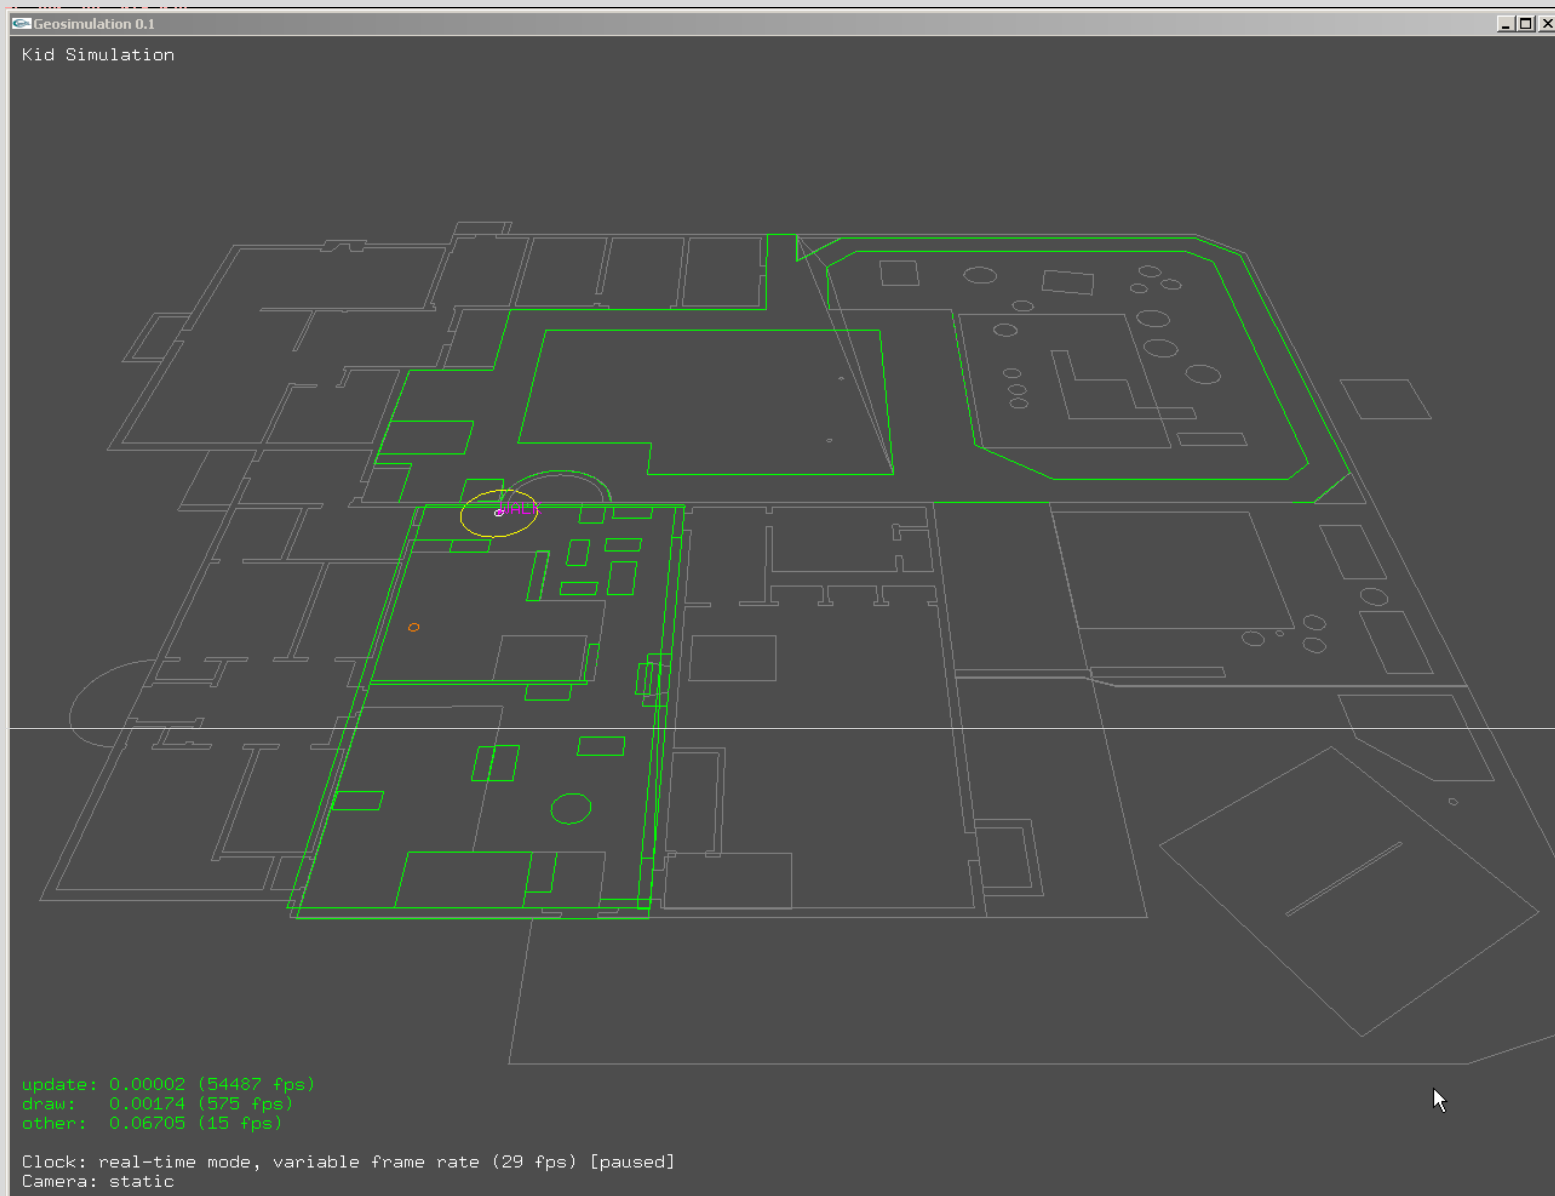 Geosimulation 0.1
Kid Simulation
WALK
update: 0.00002 (54487 fps)
draw: 0.00174 (575 fps)
other: 0.06705 (15 fps)
Clock: real-time mode, variable frame rate (29 fps) [paused]
Camera: static